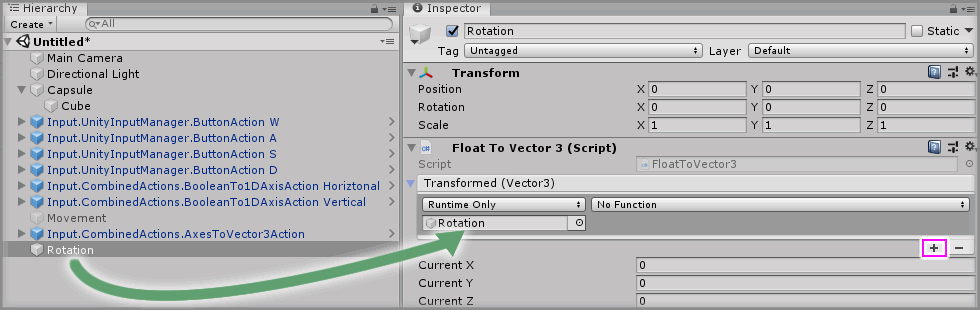 Hierarchy
Create
All
Untitled*
Main Camera
Directional Light
Capsule
Cube
Input.UnityInputManager.ButtonAction W
Input.UnityInputManager.ButtonAction A
Input.UnityInputManager.ButtonAction S
Input.UnityInputManager.ButtonAction D
Input.CombinedActions.BooleanTo1DAxisAction Horiztonal
Input.CombinedActions.BooleanTo1DAxisAction Vertical
Movement
Input.CombinedActions.AxesToVector3Action
Rotation
Inspector
Rotation Static
Tag Untagged Layer Default
Transform
Position X 0 Y 0 Z 0
Rotation X 0 Y 0 Z 0
Scale X 1 Y 1 Z 1
Float To Vector 3 (Script)
Script FloatToVector3
Transformed (Vector3)
Runtime Only No Function
Rotation
+ −
Current X 0
Current Y 0
Current Z 0